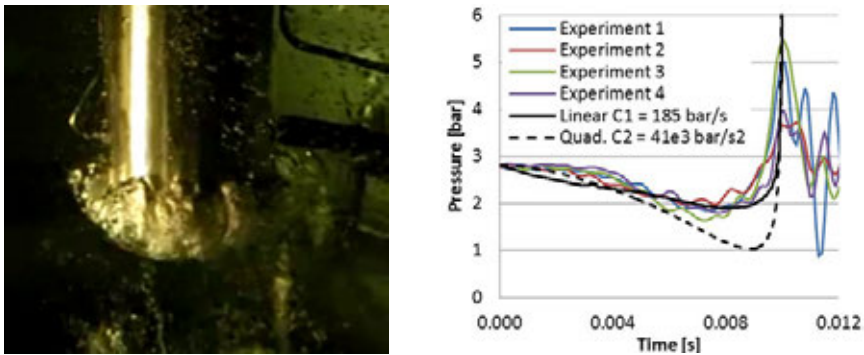 6
5
4
3
2
1
0
Pressure [bar]
Experiment 1
Experiment 2
Experiment 3
Experiment 4
Linear C1 = 185 bar/s
Quad. C2 = 41e3 bar/s2
0.000 0.004 0.008 0.012
Time [s]